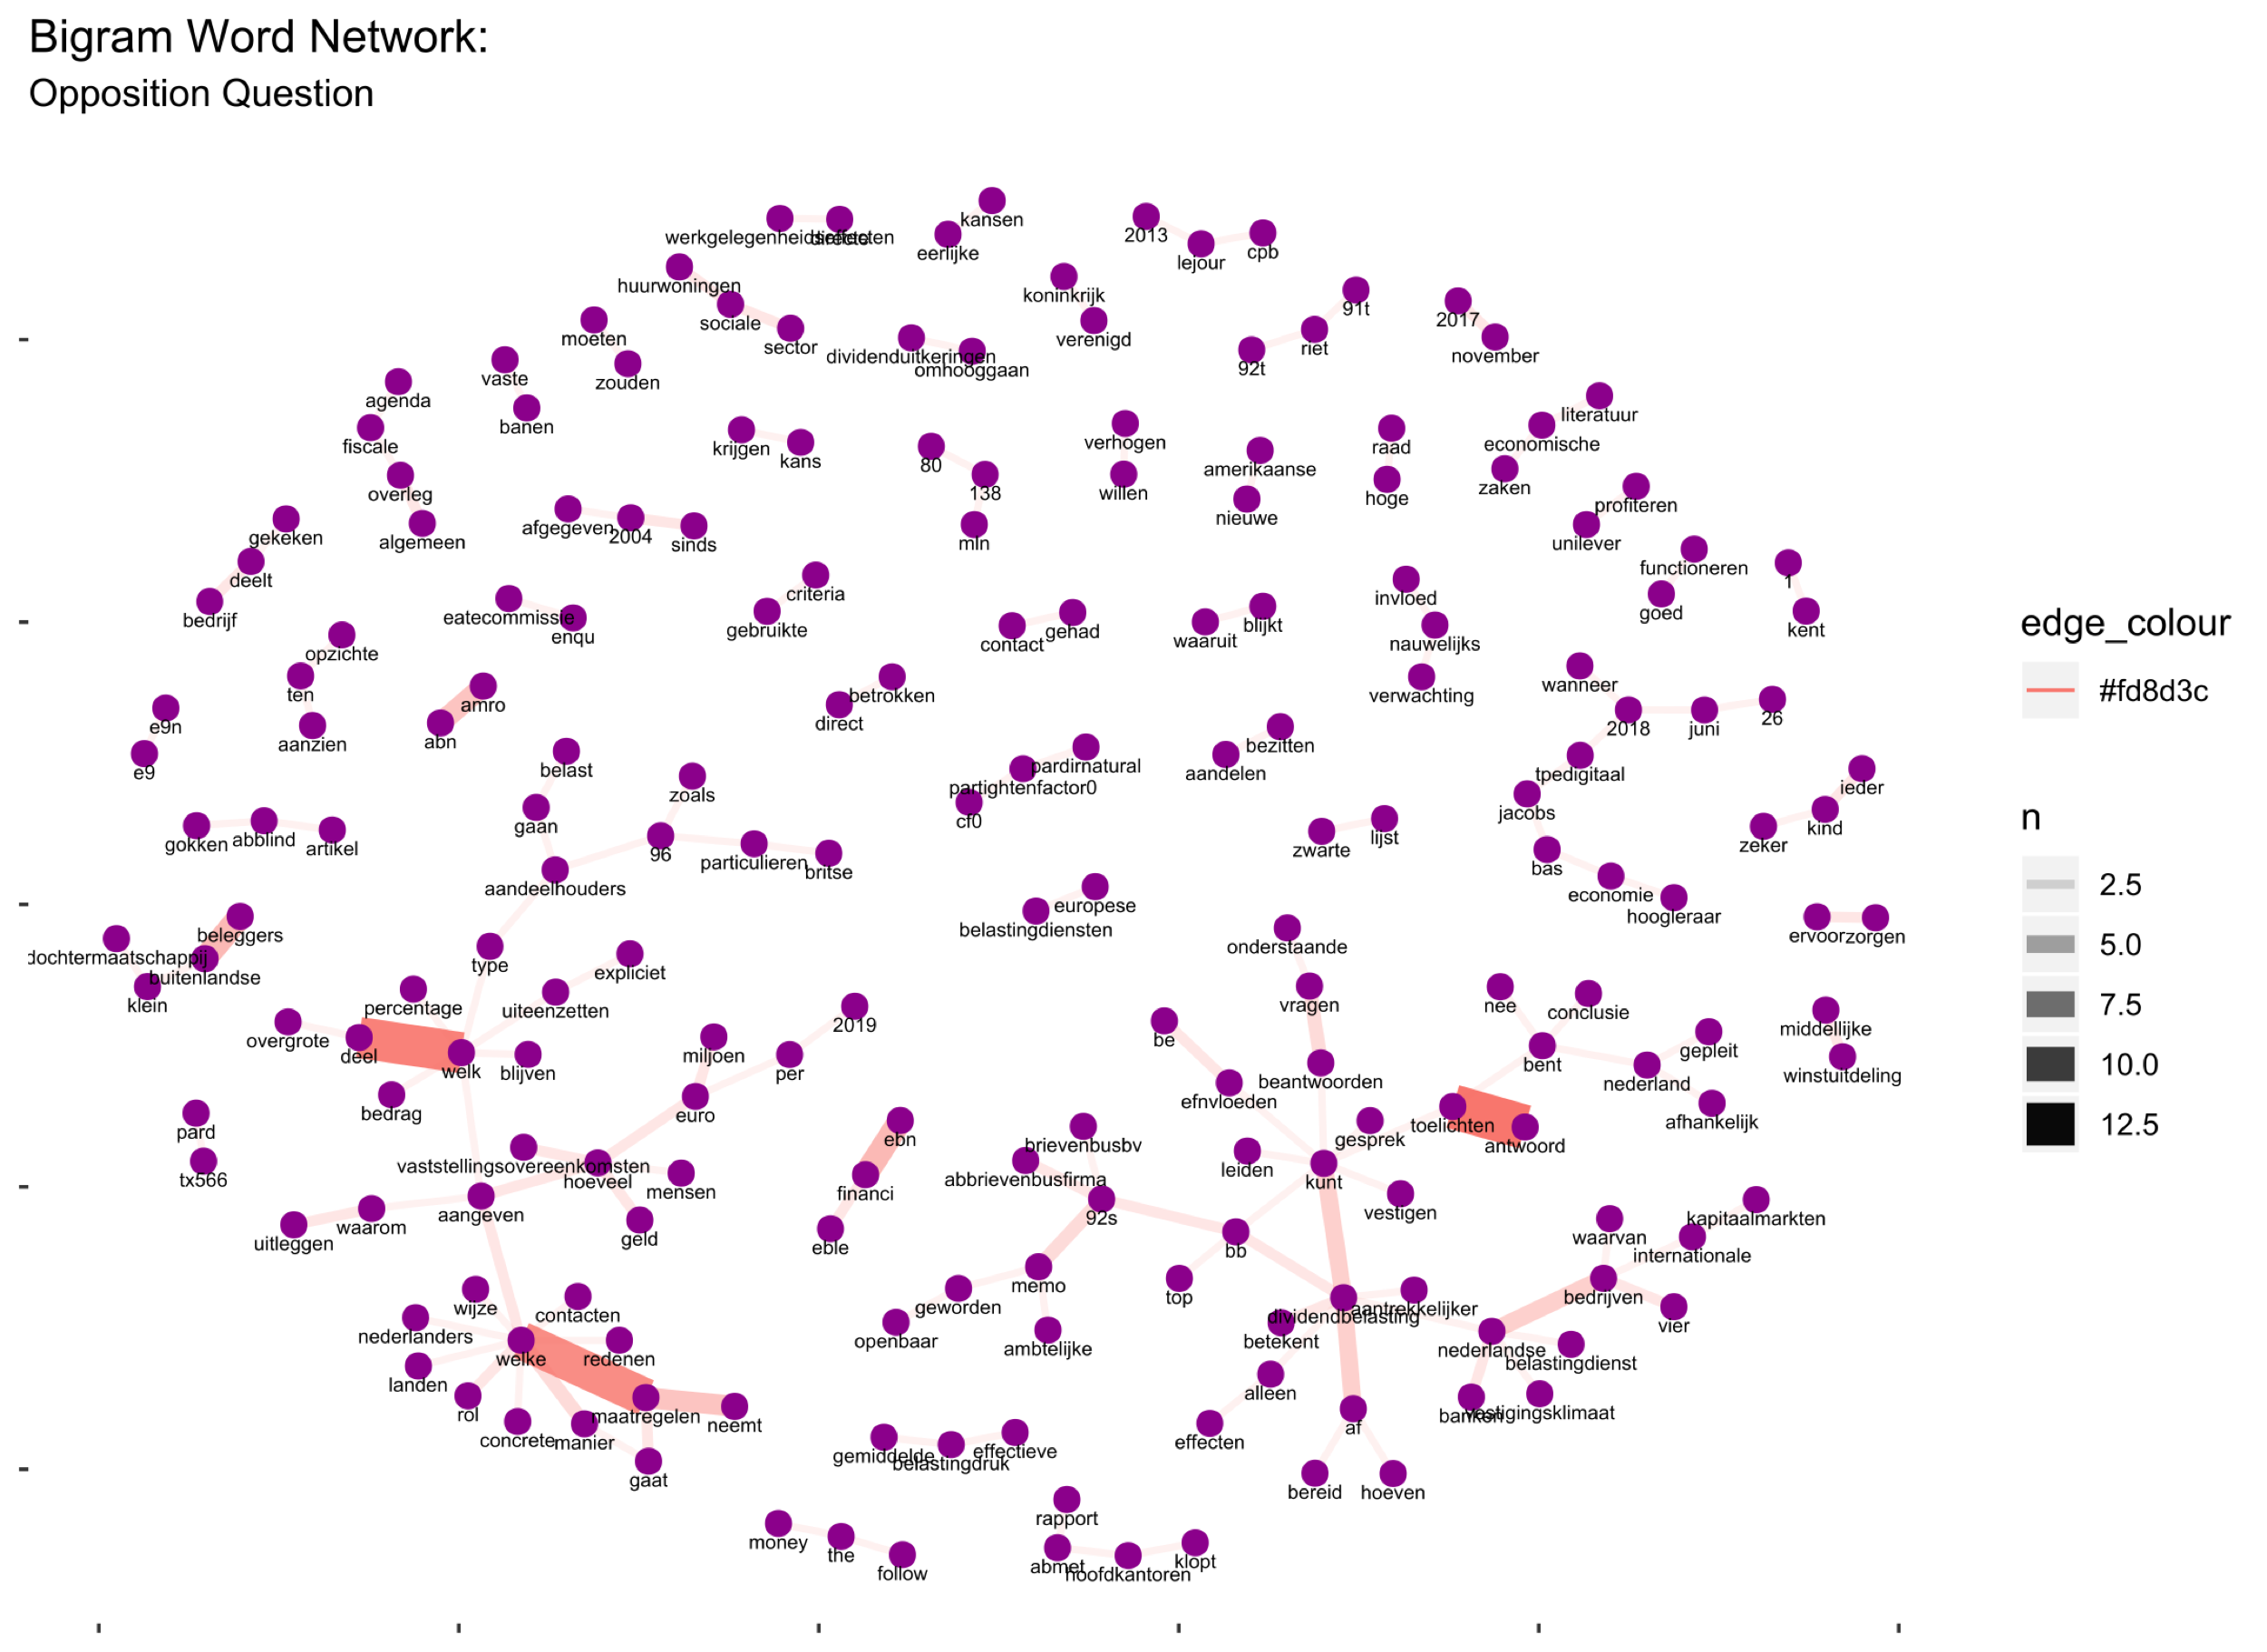 Bigram Word Network:
Opposition Question
kansen
werkgelegenheidseffecten
directe
2013
eerlijke
cpb
lejour
huurwoningen
koninkrijk
91t
2017
sociale
moeten
verenigd
sector
riet
november
dividenduitkeringen
omhooggaan
92t
vaste
zouden
agenda
literatuur
banen
fiscale
krijgen
kans
verhogen
raad
economische
80
amerikaanse
overleg
138
willen
hoge
zaken
profiteren
nieuwe
afgegeven
2004
sinds
gekeken
algemeen
mln
unilever
functioneren
deelt
1
criteria
invloed
goed
bedrijf
eatecommissie
enqu
gebruikte
contact
gehad
waaruit
blijkt
kent
nauwelijks
opzichte
ten
amro
betrokken
verwachting
wanneer
e9n
direct
2018
juni
26
aanzien
abn
bezitten
e9
belast
pardirnatural
aandelen
tpedigitaal
zoals
partightenfactor0
ieder
cf0
jacobs
gaan
kind
gokken
abblind
artikel
96
zwarte
lijst
zeker
particulieren
britse
bas
aandeelhouders
economie
europese
hoogleraar
beleggers
belastingdiensten
onderstaande
ervoor
zorgen
dochtermaatschappij
type
expliciet
buitenlandse
klein
percentage
uiteenzetten
vragen
nee
conclusie
2019
overgrote
be
middellijke
deel
miljoen
gepleit
welk
blijven
per
bent
beantwoorden
nederland
winstuitdeling
efnvloeden
bedrag
euro
afhankelijk
pard
ebn
toelichten
brievenbusbv
gesprek
antwoord
vaststellingsovereenkomsten
leiden
tx566
hoeveel
mensen
financi
abbrievenbusfirma
kunt
aangeven
92s
vestigen
kapitaalmarkten
waarom
uitleggen
geld
eble
waarvan
bb
internationale
memo
wijze
contacten
geworden
top
bedrijven
aantrekkelijker
dividendbelasting
vier
nederlanders
openbaar
ambtelijke
betekent
nederlandse
welke
redenen
belastingdienst
landen
alleen
rol
maatregelen
neemt
banken
vestigingsklimaat
concrete
manier
af
effecten
gemiddelde
effectieve
belastingdruk
gaat
bereid
hoeven
rapport
money
the
abmet
klopt
follow
hoofdkantoren
edge_colour
#fd8d3c
n
2.5
5.0
7.5
10.0
12.5